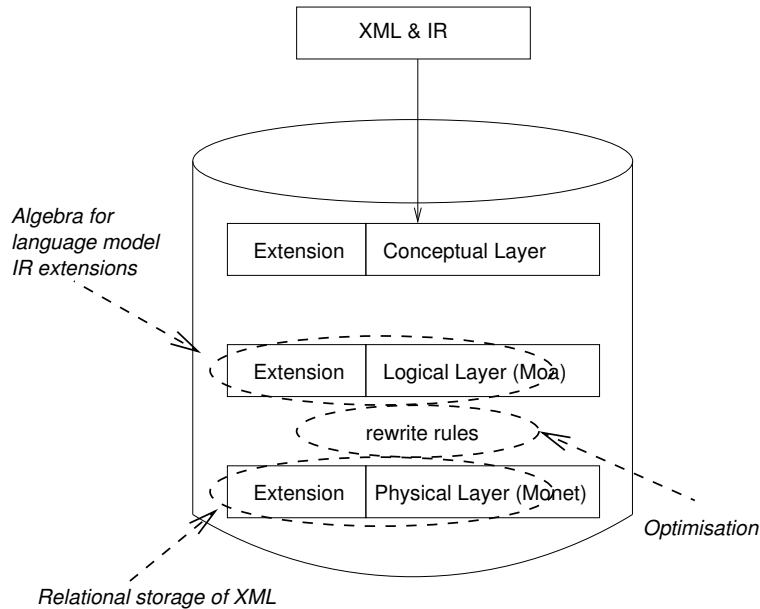 XML & IR
Algebra for
language model
IR extensions
Extension Conceptual Layer
Extension Logical Layer (Moa)
rewrite rules
Extension Physical Layer (Monet)
Optimisation
Relational storage of XML